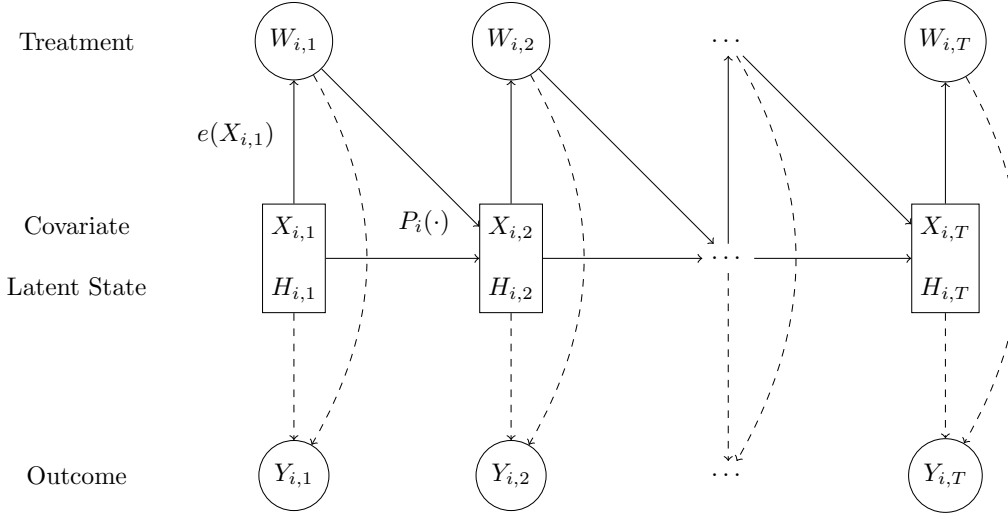 Treatment W_{i,1} W_{i,2} ⋯ W_{i,T}
e(X_{i,1})
P_i(·)
Covariate X_{i,1} X_{i,2} X_{i,T}
⋯
Latent State H_{i,1} H_{i,2} H_{i,T}
Outcome Y_{i,1} Y_{i,2} ⋯ Y_{i,T}